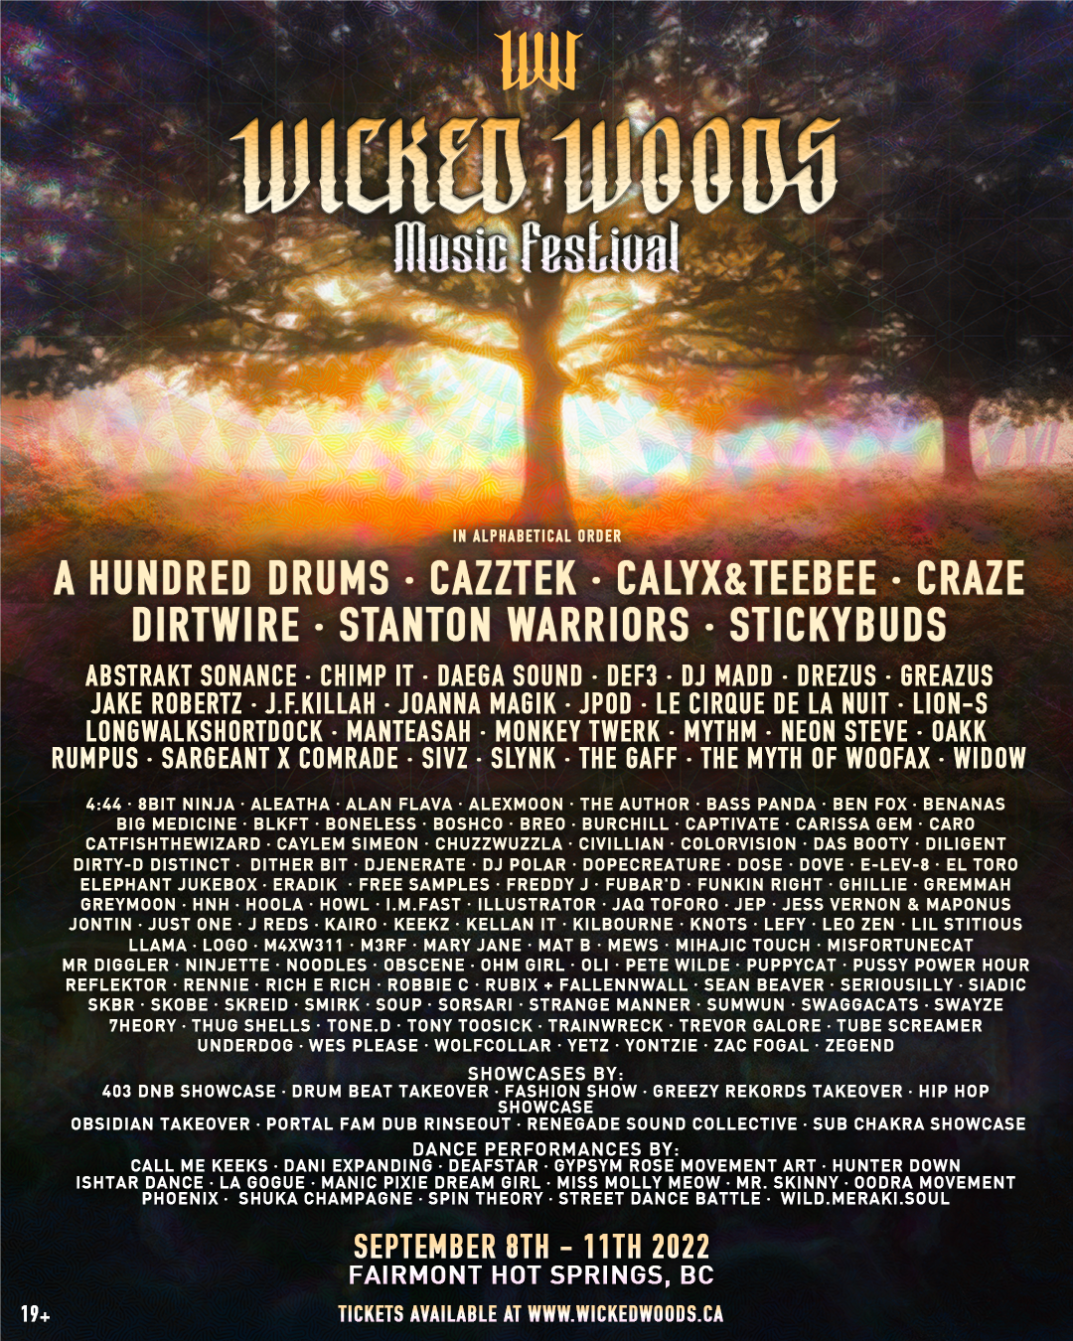 WW
WICKED WOODS
Music Festival
IN ALPHABETICAL ORDER
A HUNDRED DRUMS · CAZZTEK · CALYX&TEEBEE · CRAZE
DIRTWIRE · STANTON WARRIORS · STICKYBUDS
ABSTRAKT SONANCE · CHIMP IT · DAEGA SOUND · DEF3 · DJ MADD · DREZUS · GREAZUS
JAKE ROBERTZ · J.F.KILLAH · JOANNA MAGIK · JPOD · LE CIRQUE DE LA NUIT · LION-S
LONGWALKSHORTDOCK · MANTEASAH · MONKEY TWERK · MYTHM · NEON STEVE · OAKK
RUMPUS · SARGEANT X COMRADE · SIVZ · SLYNK · THE GAFF · THE MYTH OF WOOFAX · WIDOW
4:44 · 8BIT NINJA · ALEATHA · ALAN FLAVA · ALEXMOON · THE AUTHOR · BASS PANDA · BEN FOX · BENANAS
BIG MEDICINE · BLKFT · BONELESS · BOSHCO · BREO · BURCHILL · CAPTIVATE · CARISSA GEM · CARO
CATFISHTHEWIZARD · CAYLEM SIMEON · CHUZZWUZZLA · CIVILLIAN · COLORVISION · DAS BOOTY · DILIGENT
DIRTY-D DISTINCT · DITHER BIT · DJENERATE · DJ POLAR · DOPECREATURE · DOSE · DOVE · E-LEV-8 · EL TORO
ELEPHANT JUKEBOX · ERADIK · FREE SAMPLES · FREDDY J · FUBAR'D · FUNKIN RIGHT · GHILLIE · GREMMAH
GREYMOON · HNH · HOOLA · HOWL · I.M.FAST · ILLUSTRATOR · JAQ TOFORO · JEP · JESS VERNON & MAPONUS
JONTIN · JUST ONE · J REDS · KAIRO · KEEKZ · KELLAN IT · KILBOURNE · KNOTS · LEFY · LEO ZEN · LIL STITIOUS
LLAMA · LOGO · M4XW311 · M3RF · MARY JANE · MAT B · MEWS · MIHAJIC TOUCH · MISFORTUNECAT
MR DIGGLER · NINJETTE · NOODLES · OBSCENE · OHM GIRL · OLI · PETE WILDE · PUPPYCAT · PUSSY POWER HOUR
REFLEKTOR · RENNIE · RICH E RICH · ROBBIE C · RUBIX + FALLENNWALL · SEAN BEAVER · SERIOUSILLY · SIADIC
SKBR · SKOBE · SKREID · SMIRK · SOUP · SORSARI · STRANGE MANNER · SUMWUN · SWAGGACATS · SWAYZE
7HEORY · THUG SHELLS · TONE.D · TONY TOOSICK · TRAINWRECK · TREVOR GALORE · TUBE SCREAMER
UNDERDOG · WES PLEASE · WOLFCOLLAR · YETZ · YONTZIE · ZAC FOGAL · ZEGEND
SHOWCASES BY:
403 DNB SHOWCASE · DRUM BEAT TAKEOVER · FASHION SHOW · GREEZY REKORDS TAKEOVER · HIP HOP
SHOWCASE
OBSIDIAN TAKEOVER · PORTAL FAM DUB RINSEOUT · RENEGADE SOUND COLLECTIVE · SUB CHAKRA SHOWCASE
DANCE PERFORMANCES BY:
CALL ME KEEKS · DANI EXPANDING · DEAFSTAR · GYPSYM ROSE MOVEMENT ART · HUNTER DOWN
ISHTAR DANCE · LA GOGUE · MANIC PIXIE DREAM GIRL · MISS MOLLY MEOW · MR. SKINNY · OODRA MOVEMENT
PHOENIX · SHUKA CHAMPAGNE · SPIN THEORY · STREET DANCE BATTLE · WILD.MERAKI.SOUL
SEPTEMBER 8TH - 11TH 2022
FAIRMONT HOT SPRINGS, BC
19+
TICKETS AVAILABLE AT WWW.WICKEDWOODS.CA